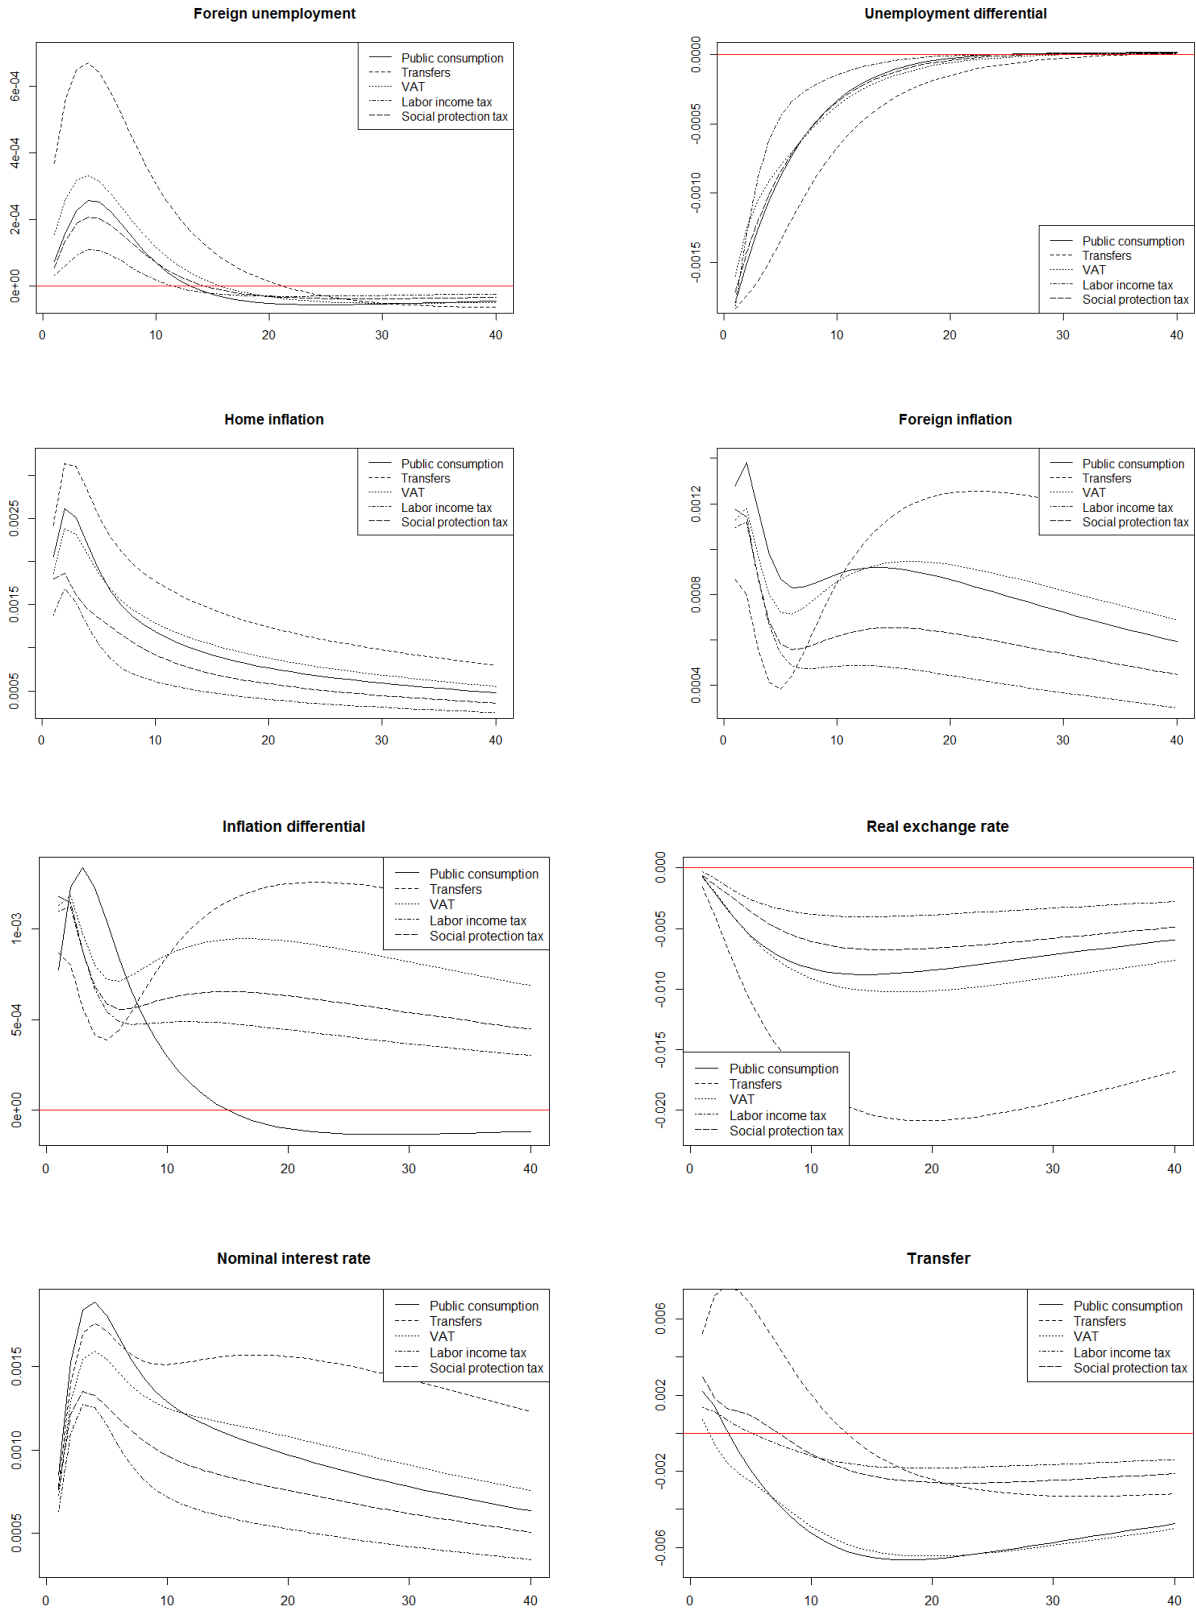 Foreign unemployment
6e-04
4e-04
2e-04
0e+00
Public consumption
Transfers
VAT
Labor income tax
Social protection tax
0 10 20 30 40
Unemployment differential
0.000
-0.0005
-0.0010
-0.0015
Public consumption
Transfers
VAT
Labor income tax
Social protection tax
0 10 20 30 40
Home inflation
0.0025
0.0015
0.0005
Public consumption
Transfers
VAT
Labor income tax
Social protection tax
0 10 20 30 40
Foreign inflation
0.0012
0.0008
0.0004
Public consumption
Transfers
VAT
Labor income tax
Social protection tax
0 10 20 30 40
Inflation differential
1e-03
5e-04
0e+00
Public consumption
Transfers
VAT
Labor income tax
Social protection tax
0 10 20 30 40
Real exchange rate
0.000
-0.005
-0.010
-0.015
-0.020
Public consumption
Transfers
VAT
Labor income tax
Social protection tax
0 10 20 30 40
Nominal interest rate
0.0015
0.0010
0.0005
Public consumption
Transfers
VAT
Labor income tax
Social protection tax
0 10 20 30 40
Transfer
0.006
0.002
-0.002
-0.006
Public consumption
Transfers
VAT
Labor income tax
Social protection tax
0 10 20 30 40